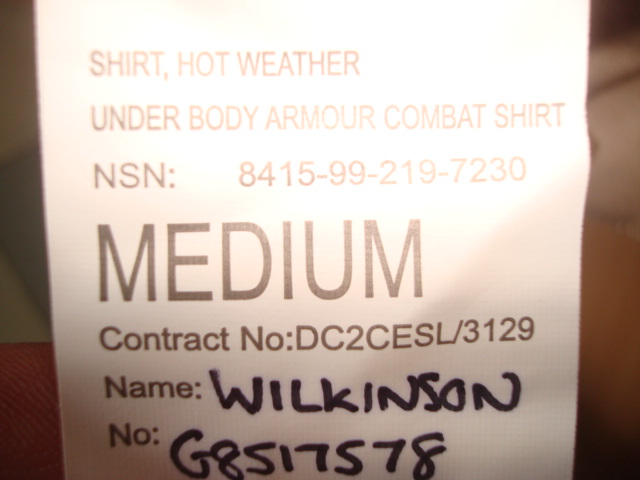 SHIRT, HOT WEATHER
UNDER BODY ARMOUR COMBAT SHIRT
NSN: 8415-99-219-7230
MEDIUM
Contract No:DC2CESL/3129
Name: WILKINSON
No: G8517578